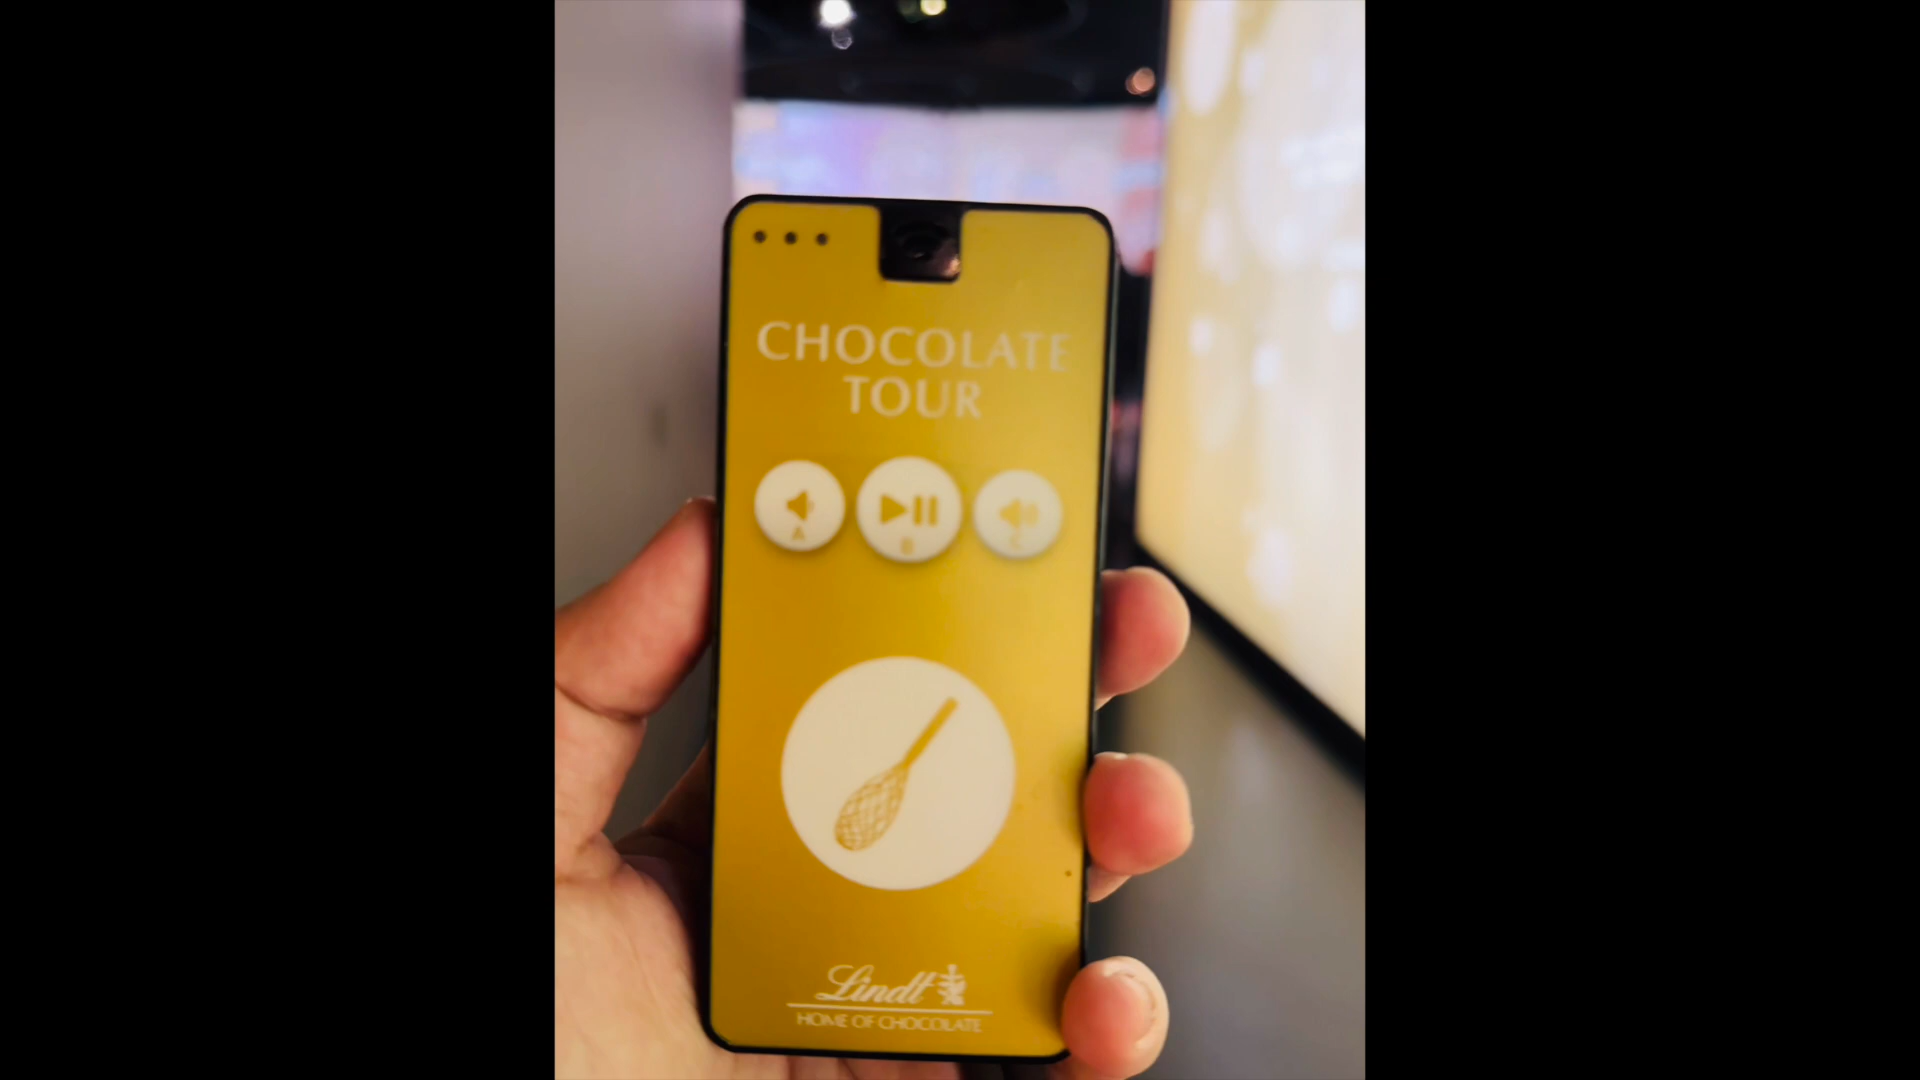 CHOCOLATE
TOUR
A B C
Lindt
HOME OF CHOCOLATE